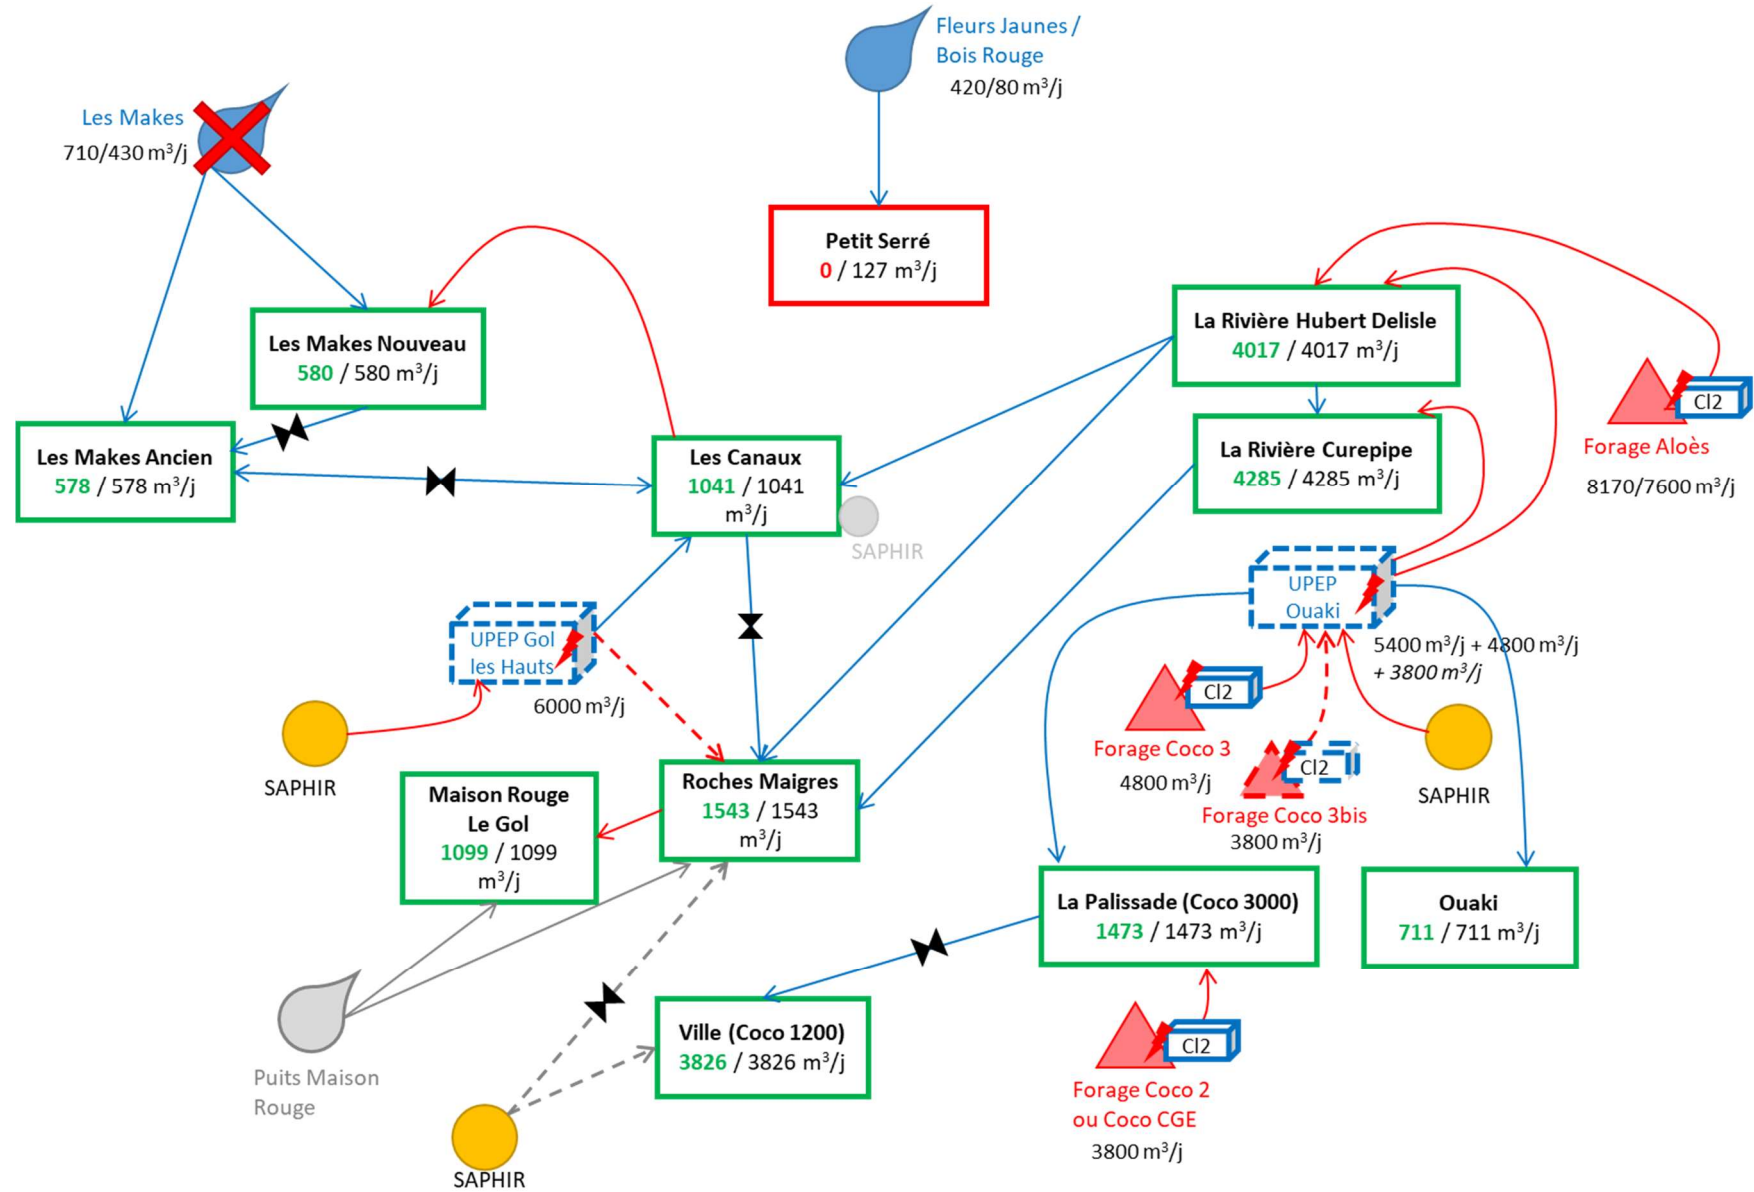 Fleurs Jaunes /
Bois Rouge
420/80 m³/j
Les Makes
710/430 m³/j
Petit Serré
0 / 127 m³/j
La Rivière Hubert Delisle
4017 / 4017 m³/j
Les Makes Nouveau
580 / 580 m³/j
Cl2
Forage Aloès
8170/7600 m³/j
Les Makes Ancien
578 / 578 m³/j
Les Canaux
1041 / 1041
m³/j
SAPHIR
La Rivière Curepipe
4285 / 4285 m³/j
UPEP
Ouaki
5400 m³/j + 4800 m³/j
+ 3800 m³/j
UPEP Gol
les Hauts
6000 m³/j
SAPHIR
Cl2
Forage Coco 3
4800 m³/j
Cl2
Forage Coco 3bis
3800 m³/j
SAPHIR
Maison Rouge
Le Gol
1099 / 1099
m³/j
Roches Maigres
1543 / 1543
m³/j
La Palissade (Coco 3000)
1473 / 1473 m³/j
Ouaki
711 / 711 m³/j
Puits Maison
Rouge
Ville (Coco 1200)
3826 / 3826 m³/j
Cl2
Forage Coco 2
ou Coco CGE
3800 m³/j
SAPHIR